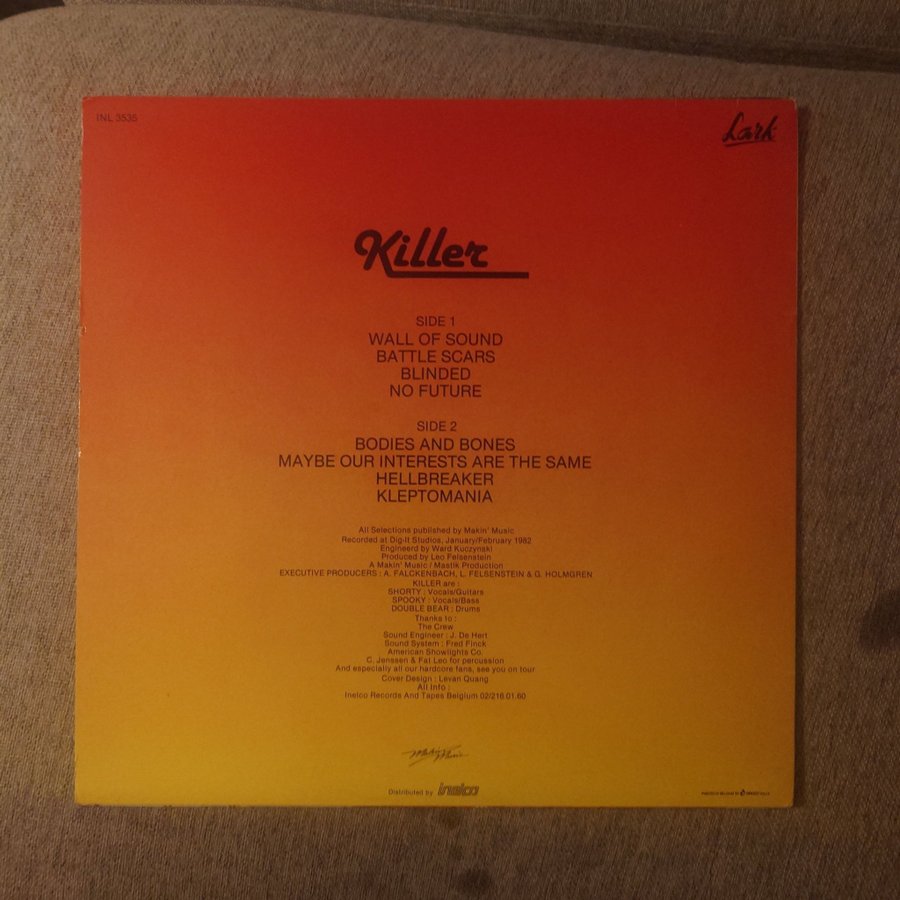 INL 3535
Lark
Killer
SIDE 1
WALL OF SOUND
BATTLE SCARS
BLINDED
NO FUTURE
SIDE 2
BODIES AND BONES
MAYBE OUR INTERESTS ARE THE SAME
HELLBREAKER
KLEPTOMANIA
All Selections published by Makin' Music
Recorded at Dig-It Studios, January/February 1982
Engineerd by Ward Kuczynski
Produced by Leo Felsenstein
A Makin' Music / Mastik Production
EXECUTIVE PRODUCERS : A. FALCKENBACH, L. FELSENSTEIN & G. HOLMGREN
KILLER are :
SHORTY : Vocals/Guitars
SPOOKY : Vocals/Bass
DOUBLE BEAR : Drums
Thanks to :
The Crew
Sound Engineer : J. De Hert
Sound System : Fred Finck
American Showlights Co.
C. Jenssen & Fat Leo for percussion
And especially all our hardcore fans, see you on tour
Cover Design : Levan Quang
All Info :
Inelco Records And Tapes Belgium 02/216.01.60
Makin' Music
Distributed by inelco